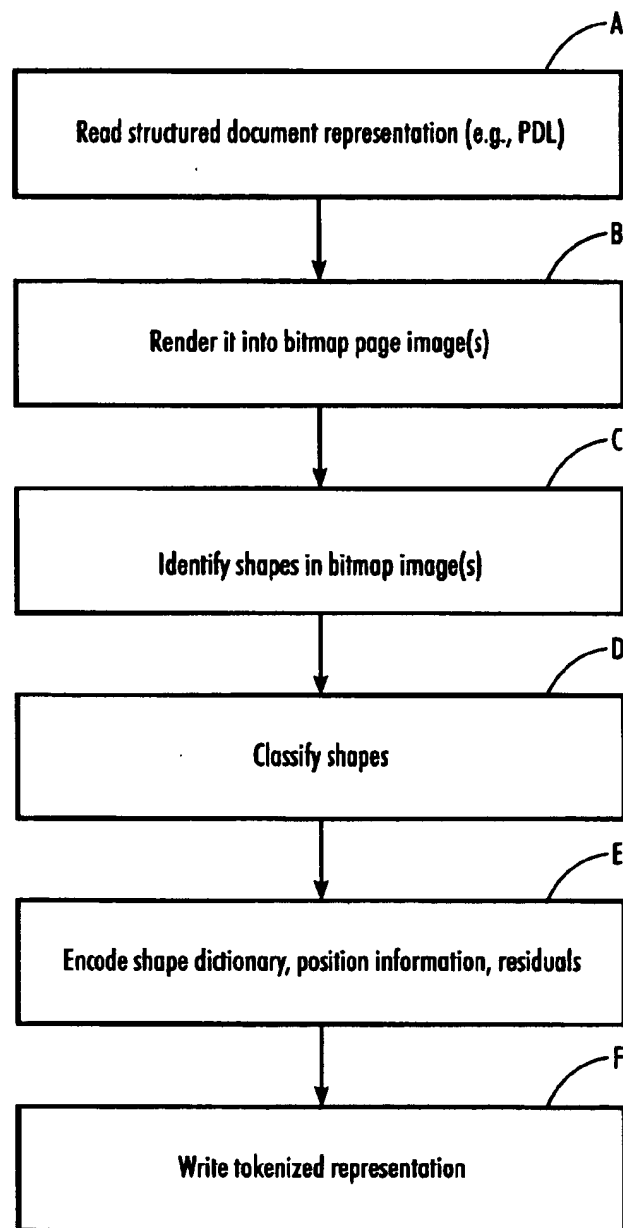 A
Read structured document representation (e.g., PDL)
B
Render it into bitmap page image(s)
C
Identify shapes in bitmap image(s)
D
Classify shapes
E
Encode shape dictionary, position information, residuals
F
Write tokenized representation